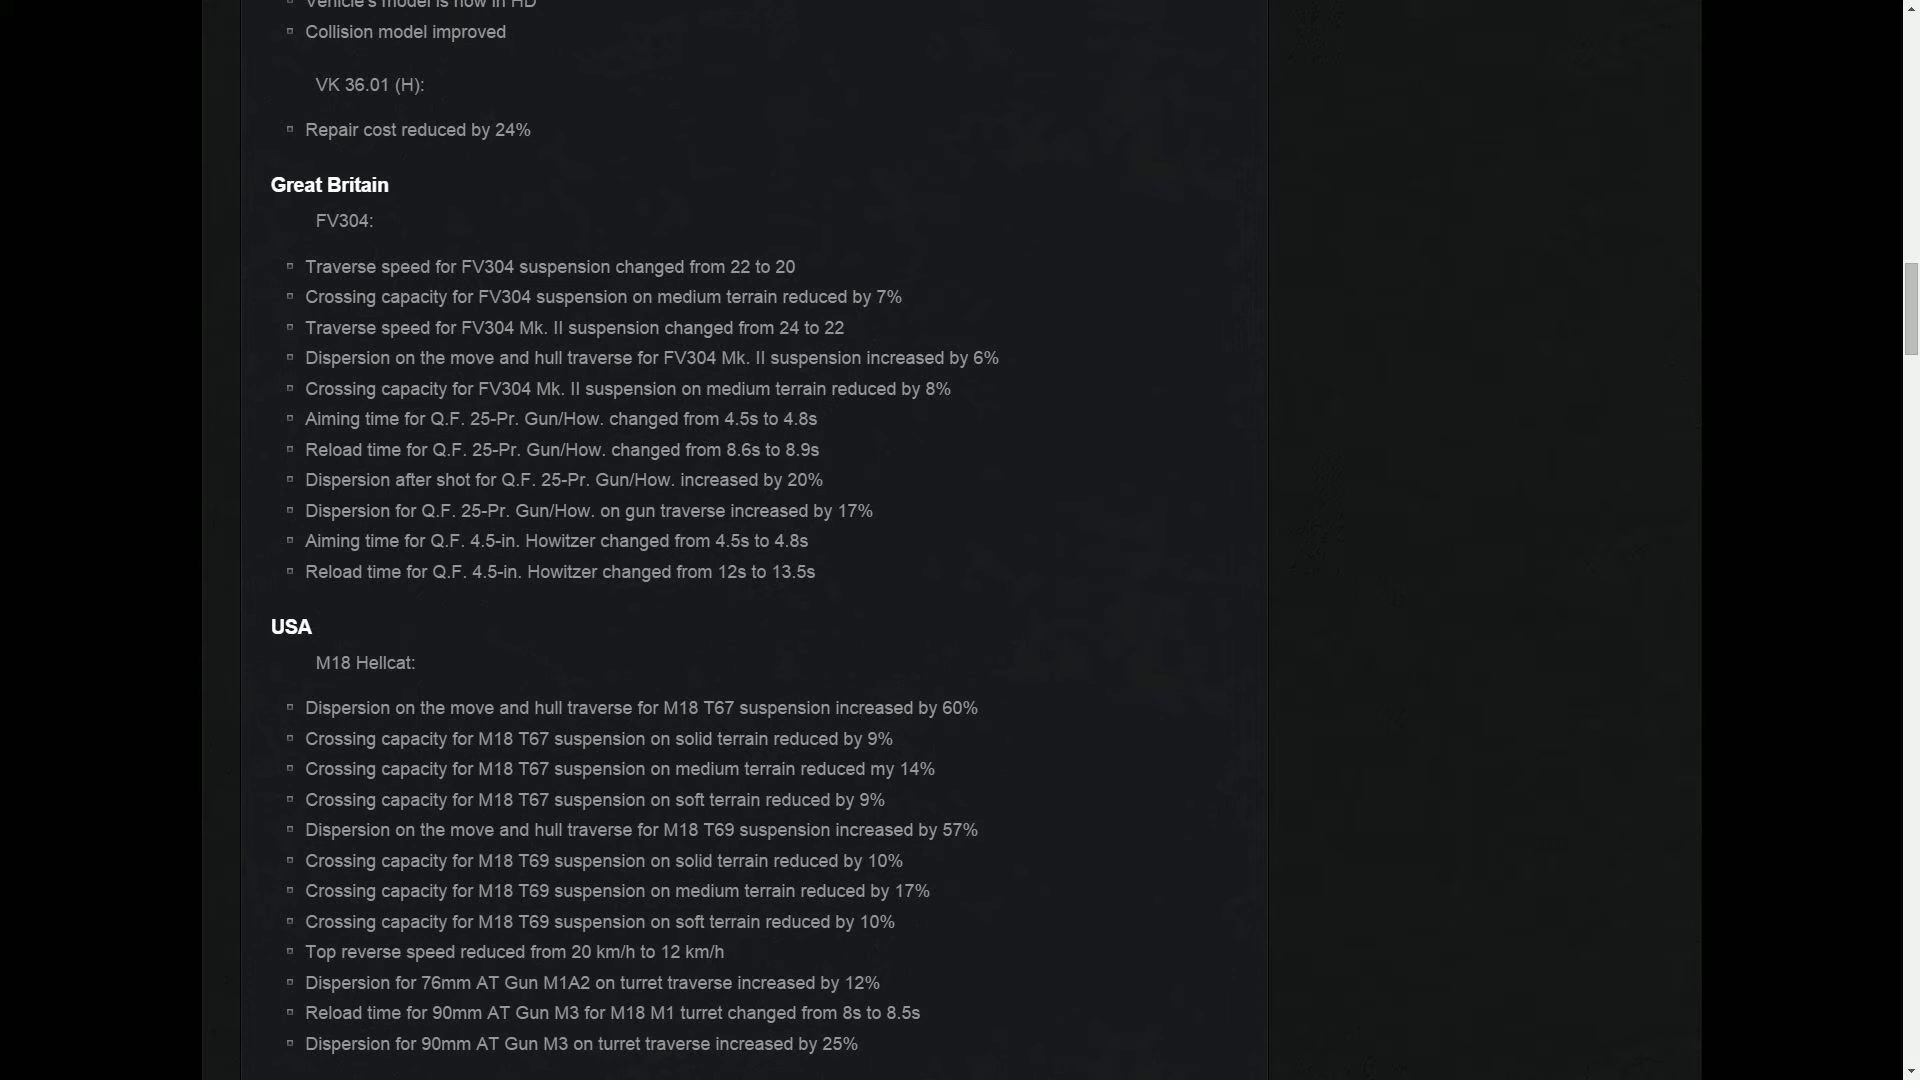 Vehicle's model is now in HD
Collision model improved
VK 36.01 (H):
Repair cost reduced by 24%
Great Britain
FV304:
Traverse speed for FV304 suspension changed from 22 to 20
Crossing capacity for FV304 suspension on medium terrain reduced by 7%
Traverse speed for FV304 Mk. II suspension changed from 24 to 22
Dispersion on the move and hull traverse for FV304 Mk. II suspension increased by 6%
Crossing capacity for FV304 Mk. II suspension on medium terrain reduced by 8%
Aiming time for Q.F. 25-Pr. Gun/How. changed from 4.5s to 4.8s
Reload time for Q.F. 25-Pr. Gun/How. changed from 8.6s to 8.9s
Dispersion after shot for Q.F. 25-Pr. Gun/How. increased by 20%
Dispersion for Q.F. 25-Pr. Gun/How. on gun traverse increased by 17%
Aiming time for Q.F. 4.5-in. Howitzer changed from 4.5s to 4.8s
Reload time for Q.F. 4.5-in. Howitzer changed from 12s to 13.5s
USA
M18 Hellcat:
Dispersion on the move and hull traverse for M18 T67 suspension increased by 60%
Crossing capacity for M18 T67 suspension on solid terrain reduced by 9%
Crossing capacity for M18 T67 suspension on medium terrain reduced my 14%
Crossing capacity for M18 T67 suspension on soft terrain reduced by 9%
Dispersion on the move and hull traverse for M18 T69 suspension increased by 57%
Crossing capacity for M18 T69 suspension on solid terrain reduced by 10%
Crossing capacity for M18 T69 suspension on medium terrain reduced by 17%
Crossing capacity for M18 T69 suspension on soft terrain reduced by 10%
Top reverse speed reduced from 20 km/h to 12 km/h
Dispersion for 76mm AT Gun M1A2 on turret traverse increased by 12%
Reload time for 90mm AT Gun M3 for M18 M1 turret changed from 8s to 8.5s
Dispersion for 90mm AT Gun M3 on turret traverse increased by 25%